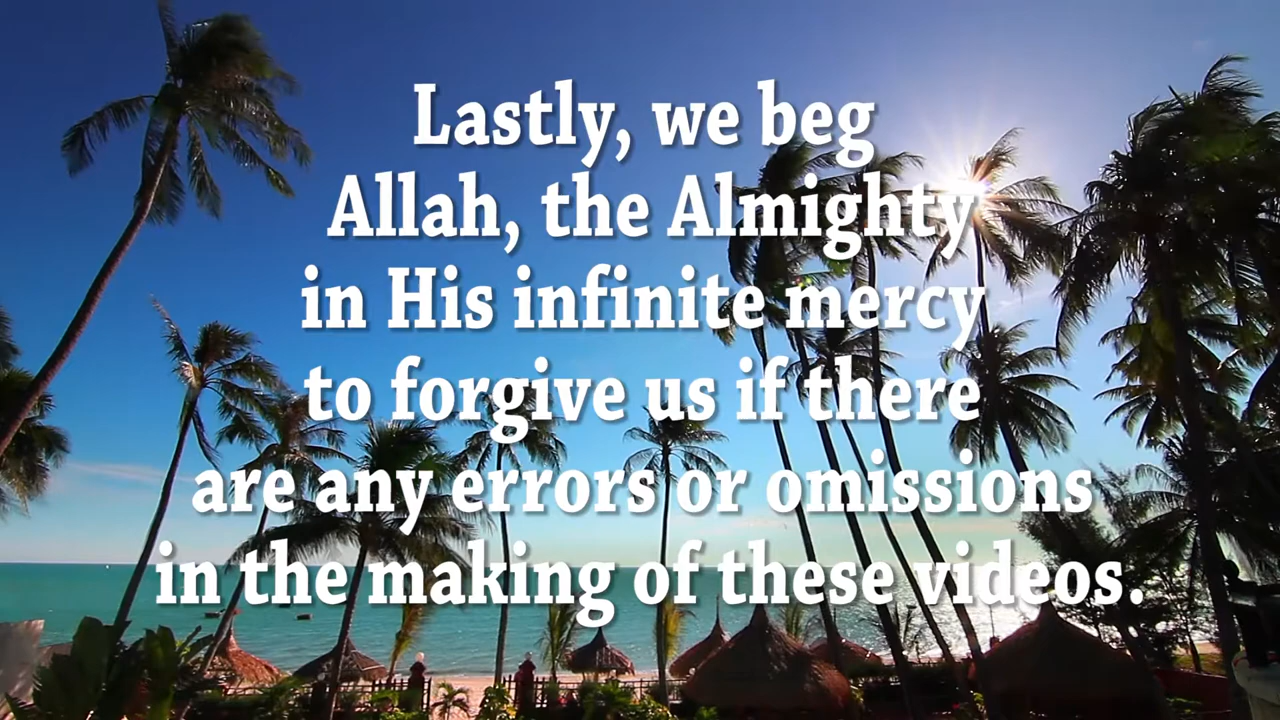 Lastly, we beg
Allah, the Almighty
in His infinite mercy
to forgive us if there
are any errors or omissions
in the making of these videos.